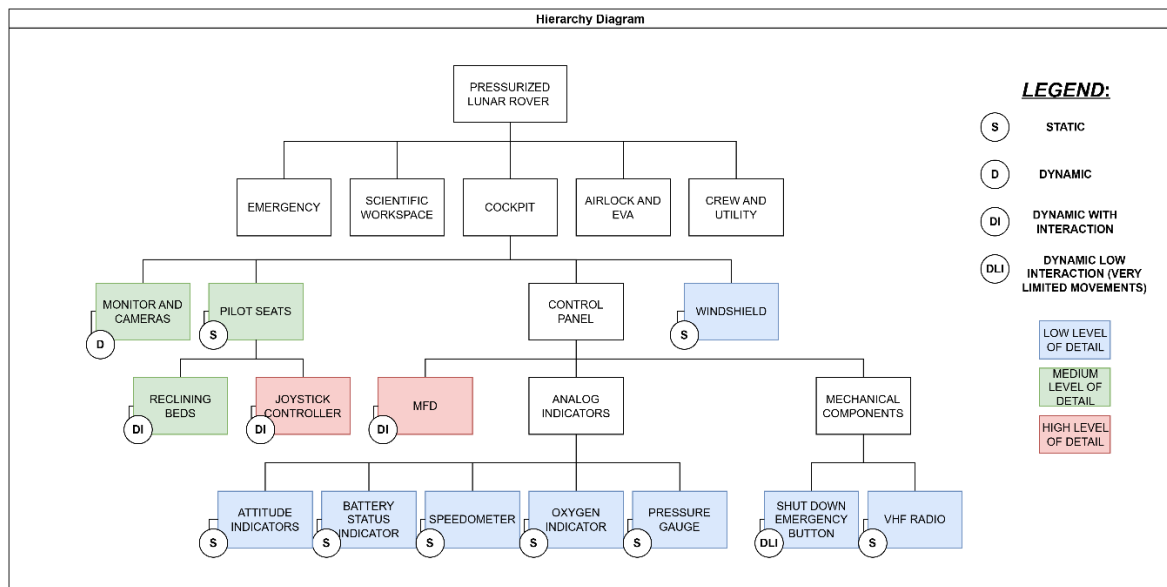 Hierarchy Diagram
PRESSURIZED
LUNAR ROVER
LEGEND:
S
STATIC
D
DYNAMIC
EMERGENCY
SCIENTIFIC
WORKSPACE
COCKPIT
AIRLOCK AND
EVA
CREW AND
UTILITY
DI
DYNAMIC WITH
INTERACTION
DLI
DYNAMIC LOW
INTERACTION (VERY
LIMITED MOVEMENTS)
MONITOR AND
CAMERAS
D
PILOT SEATS
S
CONTROL
PANEL
WINDSHIELD
S
LOW LEVEL
OF DETAIL
MEDIUM
LEVEL OF
DETAIL
HIGH LEVEL
OF DETAIL
RECLINING
BEDS
DI
JOYSTICK
CONTROLLER
DI
MFD
DI
ANALOG
INDICATORS
MECHANICAL
COMPONENTS
ATTITUDE
INDICATORS
S
BATTERY
STATUS
INDICATOR
S
SPEEDOMETER
S
OXYGEN
INDICATOR
S
PRESSURE
GAUGE
S
SHUT DOWN
EMERGENCY
BUTTON
DLI
VHF RADIO
S